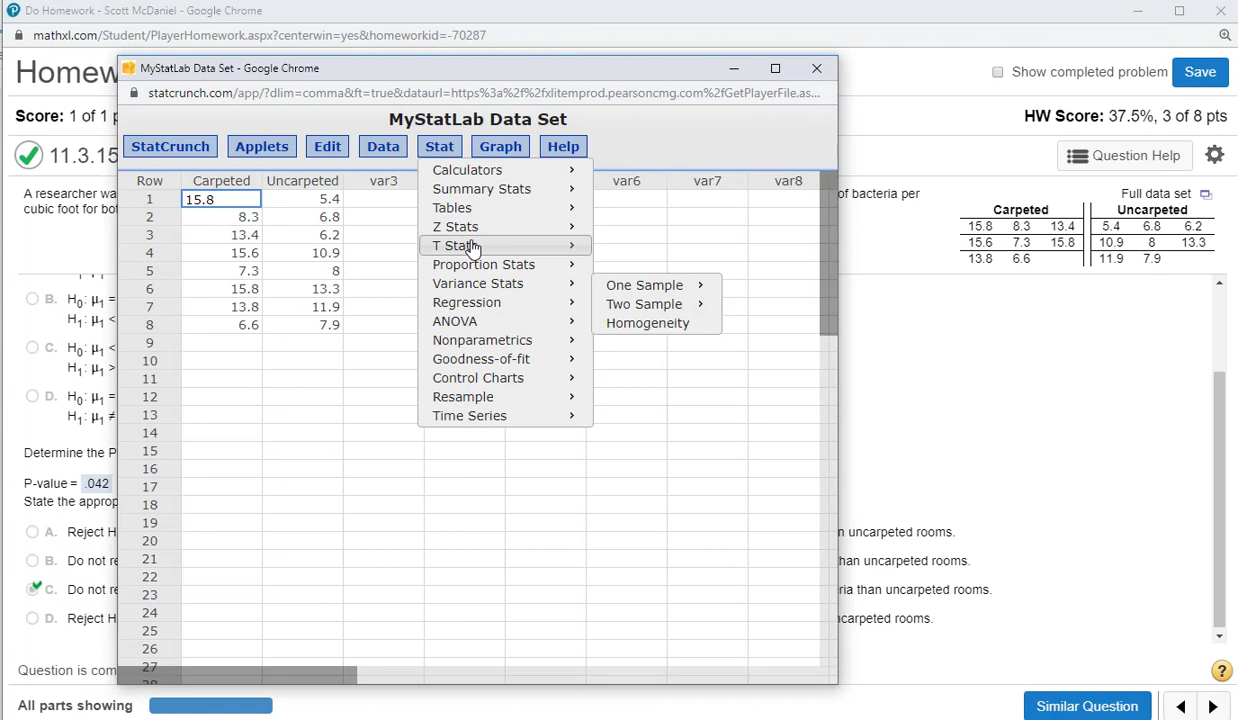 Do Homework - Scott McDaniel - Google Chrome
mathxl.com/Student/PlayerHomework.aspx?centerwin=yes&homeworkid=-70287
Homew
Show completed problem
Save
Score: 1 of 1 p
HW Score: 37.5%, 3 of 8 pts
11.3.15
Question Help
A researcher wa
of bacteria per
cubic foot for bot
Full data set
Carpeted Uncarpeted
15.8 8.3 13.4 5.4 6.8 6.2
15.6 7.3 15.8 10.9 8 13.3
13.8 6.6 11.9 7.9
MyStatLab Data Set - Google Chrome
statcrunch.com/app/?dlim=comma&ft=true&dataurl=https%3a%2f%2fxlitemprod.pearsoncmg.com%2FGetPlayerFile.as...
MyStatLab Data Set
StatCrunch Applets Edit Data Stat Graph Help
Row Carpeted Uncarpeted var3 var6 var7 var8
1 15.8 5.4
2 8.3 6.8
3 13.4 6.2
4 15.6 10.9
5 7.3 8
6 15.8 13.3
7 13.8 11.9
8 6.6 7.9
9
10
11
12
13
14
15
16
17
18
19
20
21
22
23
24
25
26
27
28
Calculators
Summary Stats
Tables
Z Stats
T Stats
Proportion Stats
Variance Stats
Regression
ANOVA
Nonparametrics
Goodness-of-fit
Control Charts
Resample
Time Series
One Sample
Two Sample
Homogeneity
B. H0: μ1 =
H1: μ1 <
C. H0: μ1 <
H1: μ1 >
D. H0: μ1 =
H1: μ1 ≠
Determine the P
P-value = .042
State the approp
A. Reject H n uncarpeted rooms.
B. Do not re han uncarpeted rooms.
C. Do not re ria than uncarpeted rooms.
D. Reject H carpeted rooms.
Question is com
?
All parts showing
Similar Question